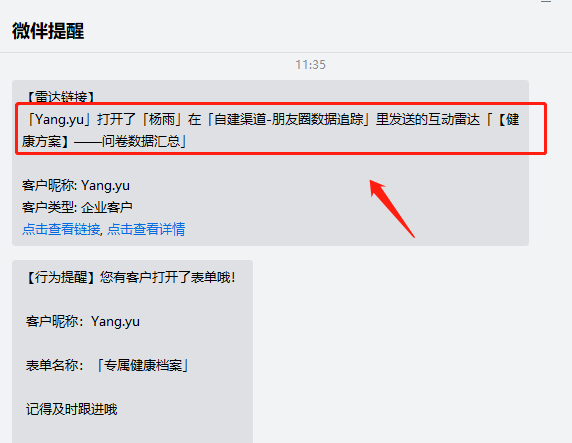 微伴提醒
11:35
【雷达链接】
「Yang.yu」打开了「杨雨」在「自建渠道-朋友圈数据追踪」里发送的互动雷达「【健
康方案】——问卷数据汇总」
客户昵称: Yang.yu
客户类型: 企业客户
点击查看链接, 点击查看详情
【行为提醒】您有客户打开了表单哦!
客户昵称：Yang.yu
表单名称：「专属健康档案」
记得及时跟进哦